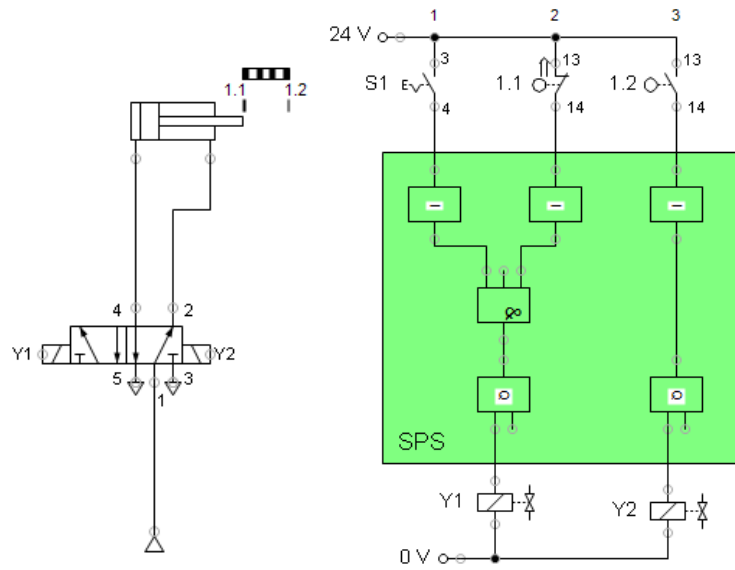 1 2 3
24 V
1.1 1.2
3 13 13
S1 1.1 1.2
4 14 14
I I I
4 2
&
Y1 Y2
5 3
1
Q Q
SPS
Y1 Y2
0 V